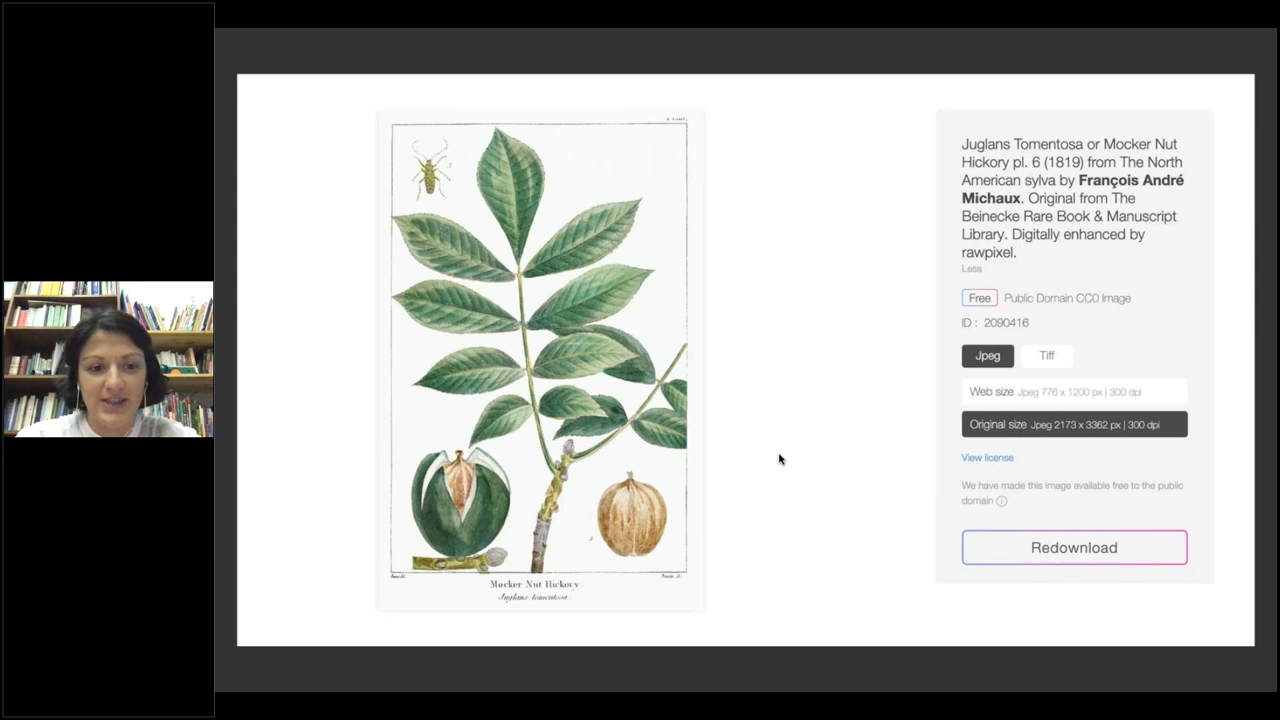 Mocker Nut Hickory.
Juglans tomentosa.
Juglans Tomentosa or Mocker Nut
Hickory pl. 6 (1819) from The North
American sylva by François André
Michaux. Original from The
Beinecke Rare Book & Manuscript
Library. Digitally enhanced by
rawpixel.
Less
Free Public Domain CC0 Image
ID : 2090416
Jpeg Tiff
Web size Jpeg 776 x 1200 px | 300 dpi
Original size Jpeg 2173 x 3362 px | 300 dpi
View license
We have made this image available free to the public
domain
Redownload